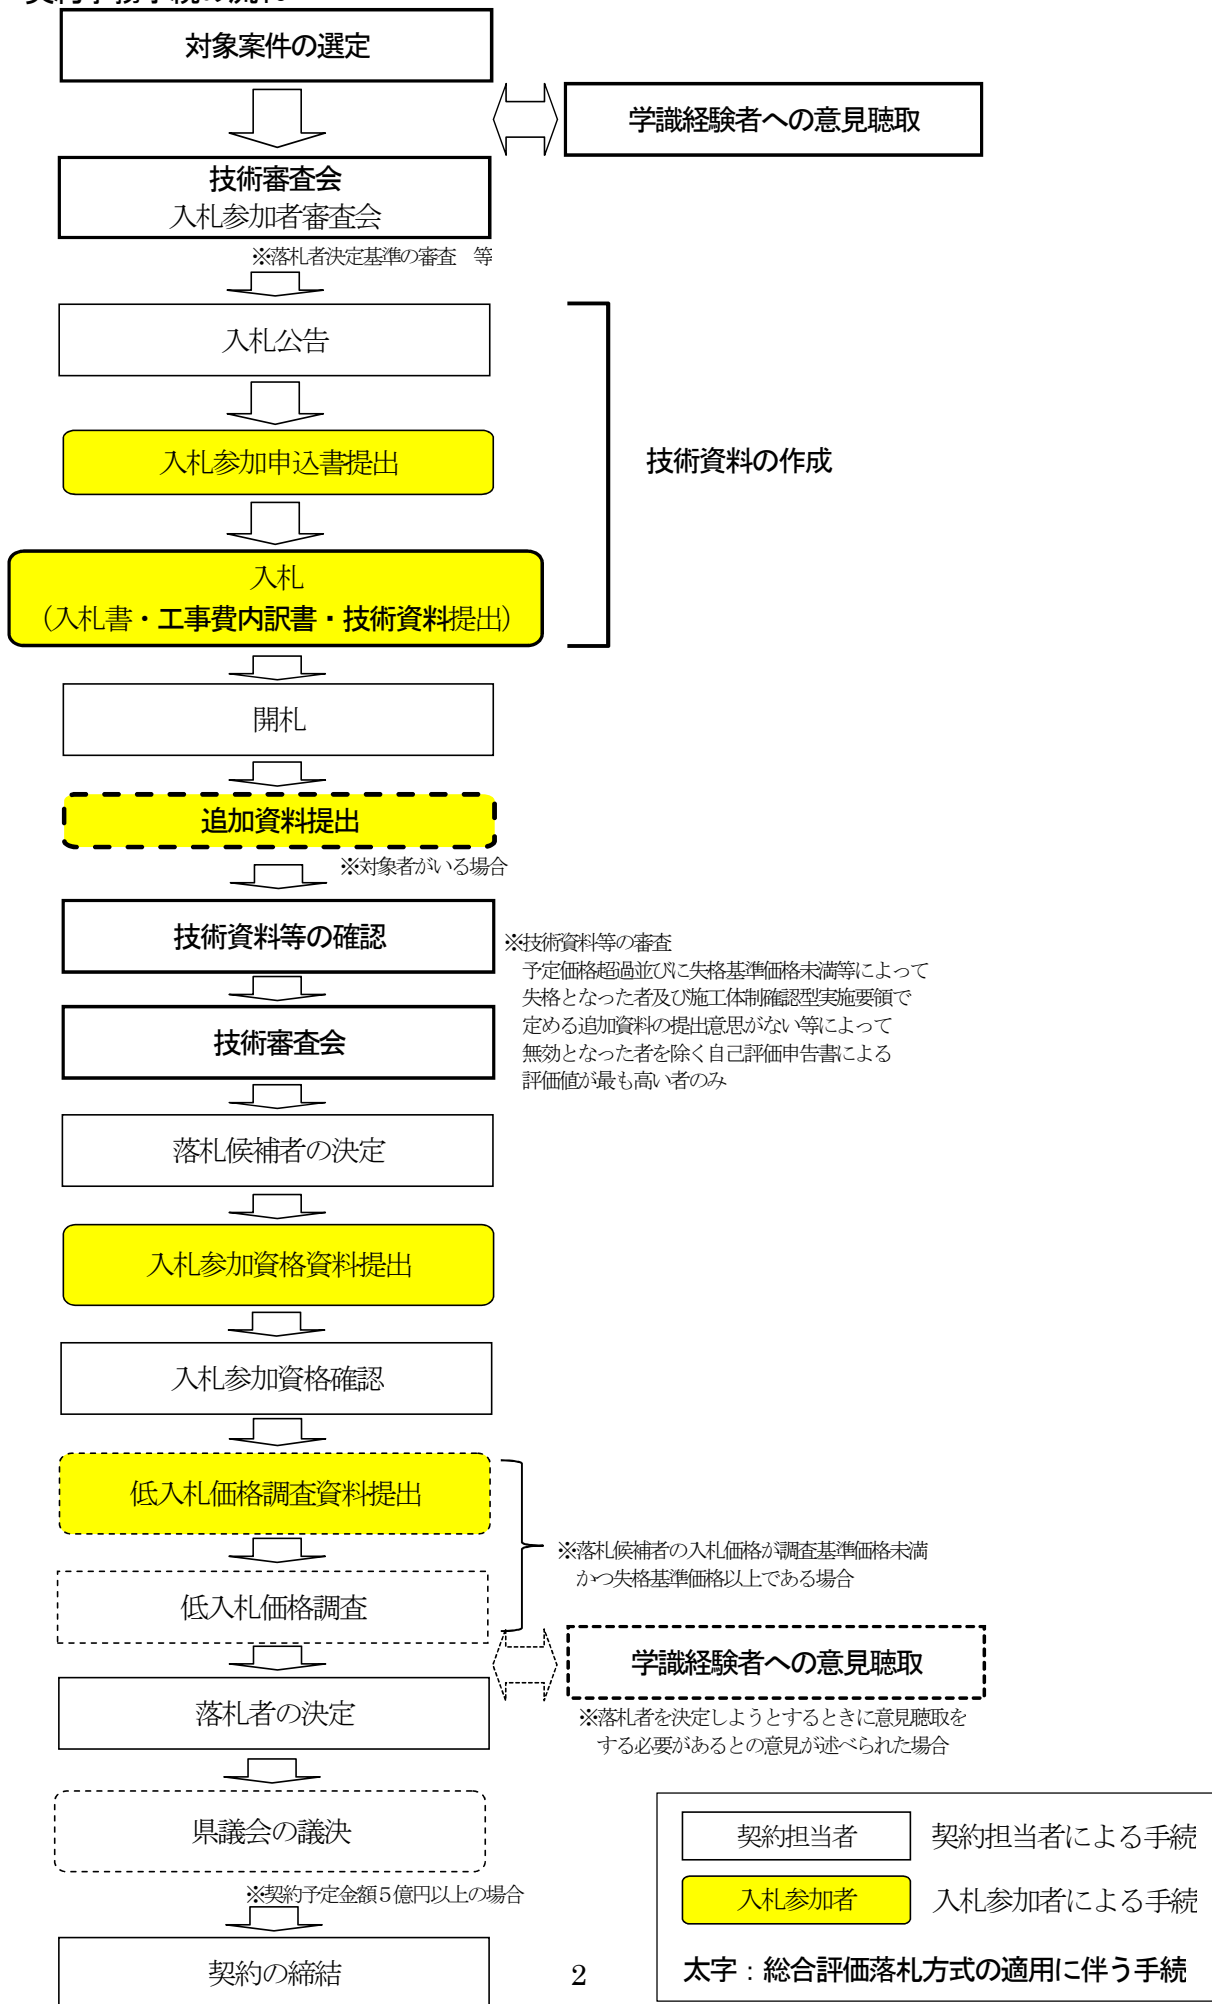 対象案件の選定
学識経験者への意見聴取
技術審査会
入札参加者審査会
※落札者決定基準の審査　等
入札公告
入札参加申込書提出
技術資料の作成
入札
（入札書・工事費内訳書・技術資料提出）
開札
追加資料提出
※対象者がいる場合
技術資料等の確認
※技術資料等の審査
予定価格超過並びに失格基準価格未満等によって
失格となった者及び施工体制確認型実施要領で
定める追加資料の提出意思がない等によって
無効となった者を除く自己評価申告書による
評価値が最も高い者のみ
技術審査会
落札候補者の決定
入札参加資格資料提出
入札参加資格確認
低入札価格調査資料提出
※落札候補者の入札価格が調査基準価格未満
かつ失格基準価格以上である場合
低入札価格調査
学識経験者への意見聴取
※落札者を決定しようとするときに意見聴取を
する必要があるとの意見が述べられた場合
落札者の決定
県議会の議決
※契約予定金額５億円以上の場合
契約の締結
契約担当者　契約担当者による手続
入札参加者　入札参加者による手続
太字：総合評価落札方式の適用に伴う手続
2